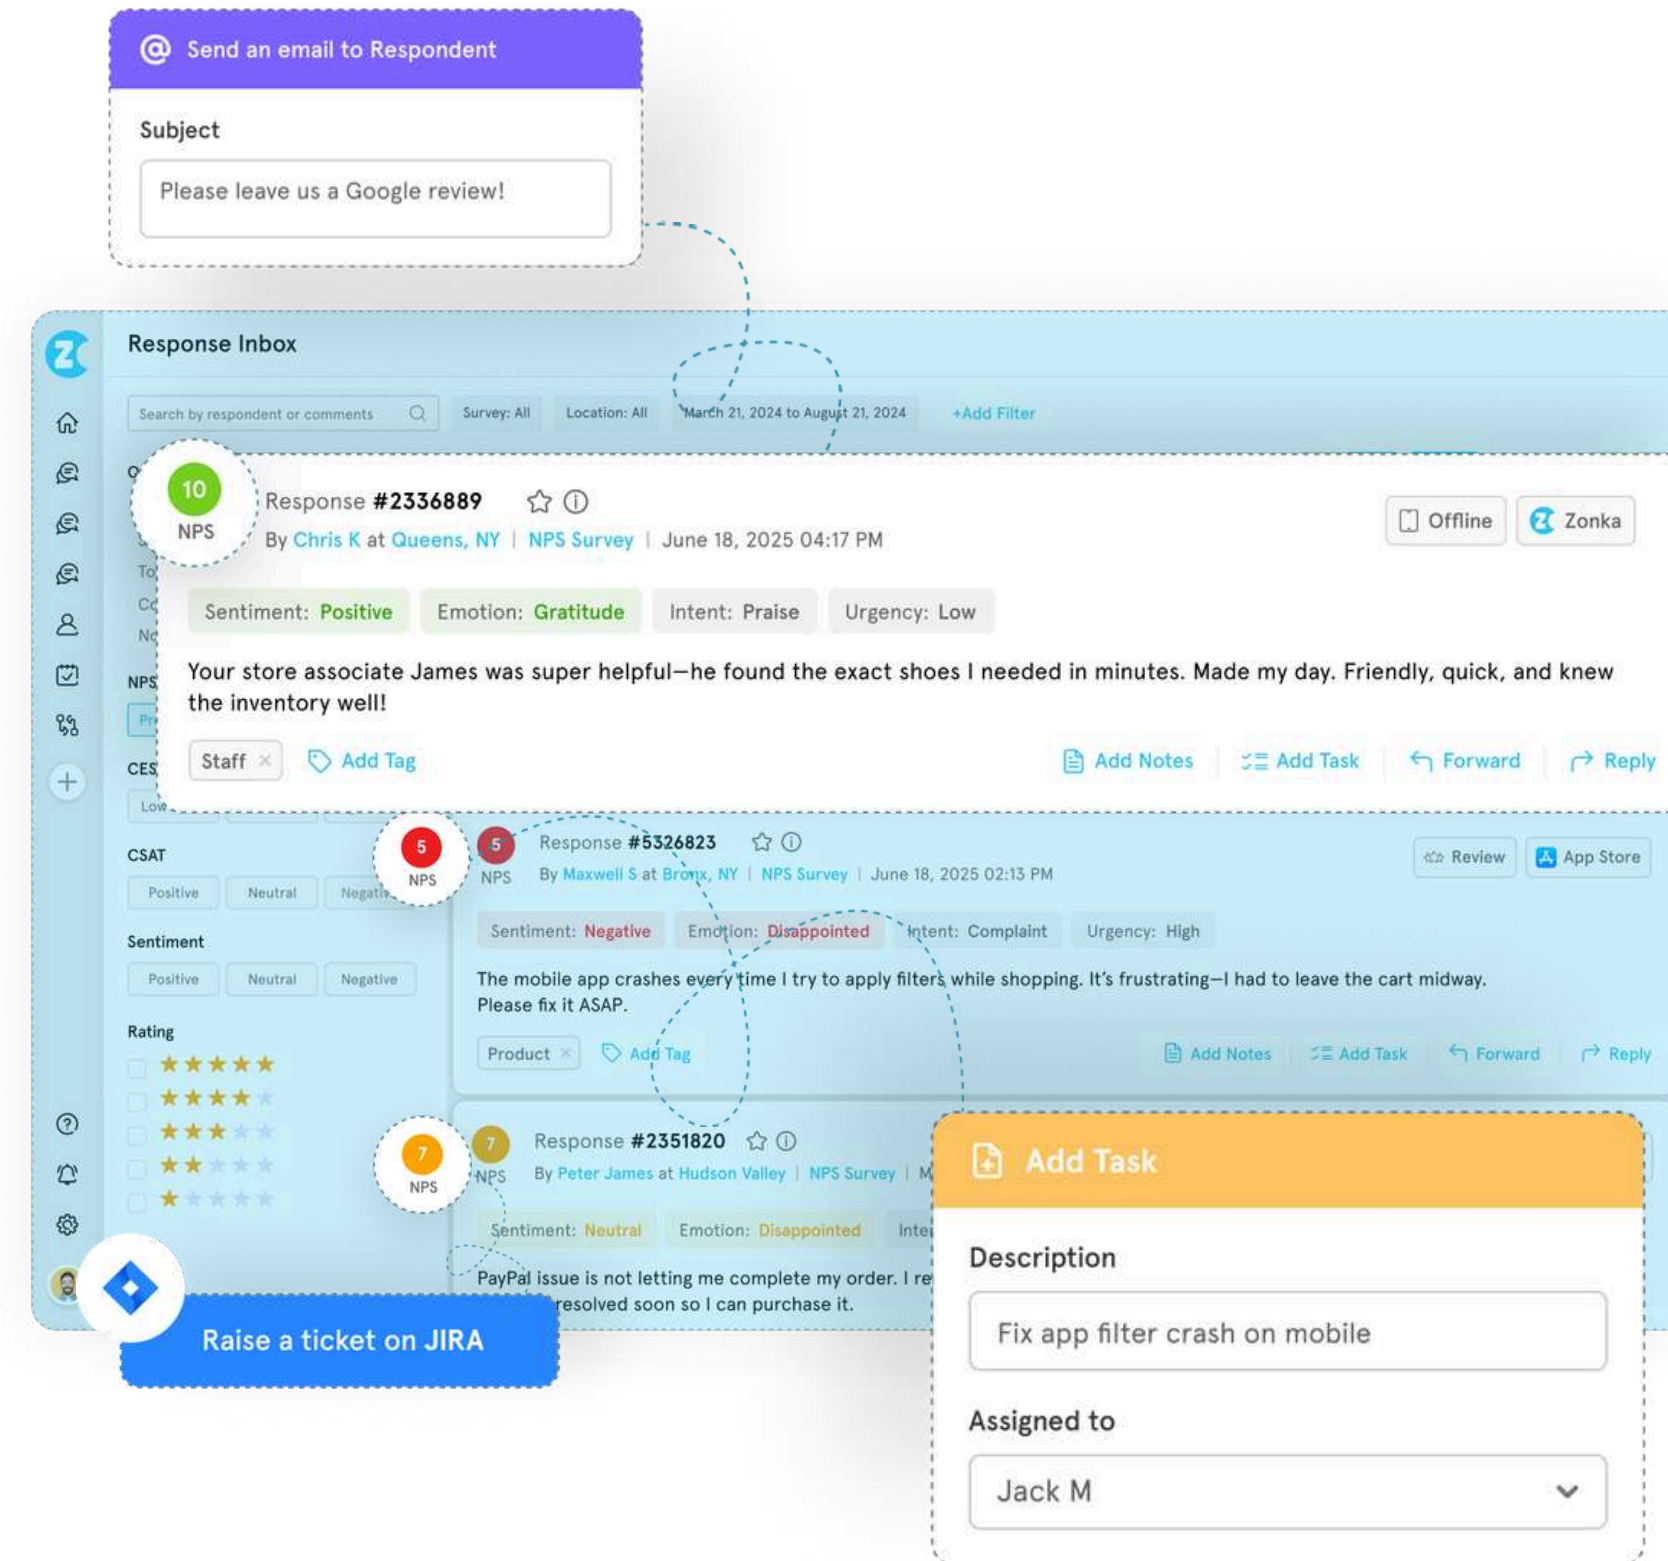 @ Send an email to Respondent
Subject
Please leave us a Google review!
Response Inbox
Search by respondent or comments
Survey: All
Location: All
March 21, 2024 to August 21, 2024
+Add Filter
10
NPS
Response #2336889
By Chris K at Queens, NY | NPS Survey | June 18, 2025 04:17 PM
Offline
Zonka
Sentiment: Positive
Emotion: Gratitude
Intent: Praise
Urgency: Low
Your store associate James was super helpful—he found the exact shoes I needed in minutes. Made my day. Friendly, quick, and knew
the inventory well!
Staff ×
Add Tag
Add Notes
Add Task
Forward
Reply
NPS
CES
Low
CSAT
Positive
Neutral
Sentiment
Positive
Neutral
Negative
Rating
5
NPS
5
NPS
Response #5326823
By Maxwell S at Bronx, NY | NPS Survey | June 18, 2025 02:13 PM
Review
App Store
Sentiment: Negative
Emotion: Disappointed
Intent: Complaint
Urgency: High
The mobile app crashes every time I try to apply filters while shopping. It's frustrating—I had to leave the cart midway.
Please fix it ASAP.
Product ×
Add Tag
Add Notes
Add Task
Forward
Reply
7
NPS
7
NPS
Response #2351820
By Peter James at Hudson Valley | NPS Survey |
Sentiment: Neutral
Emotion: Disappointed
PayPal issue is not letting me complete my order. I
resolved soon so I can purchase it.
Raise a ticket on JIRA
Add Task
Description
Fix app filter crash on mobile
Assigned to
Jack M